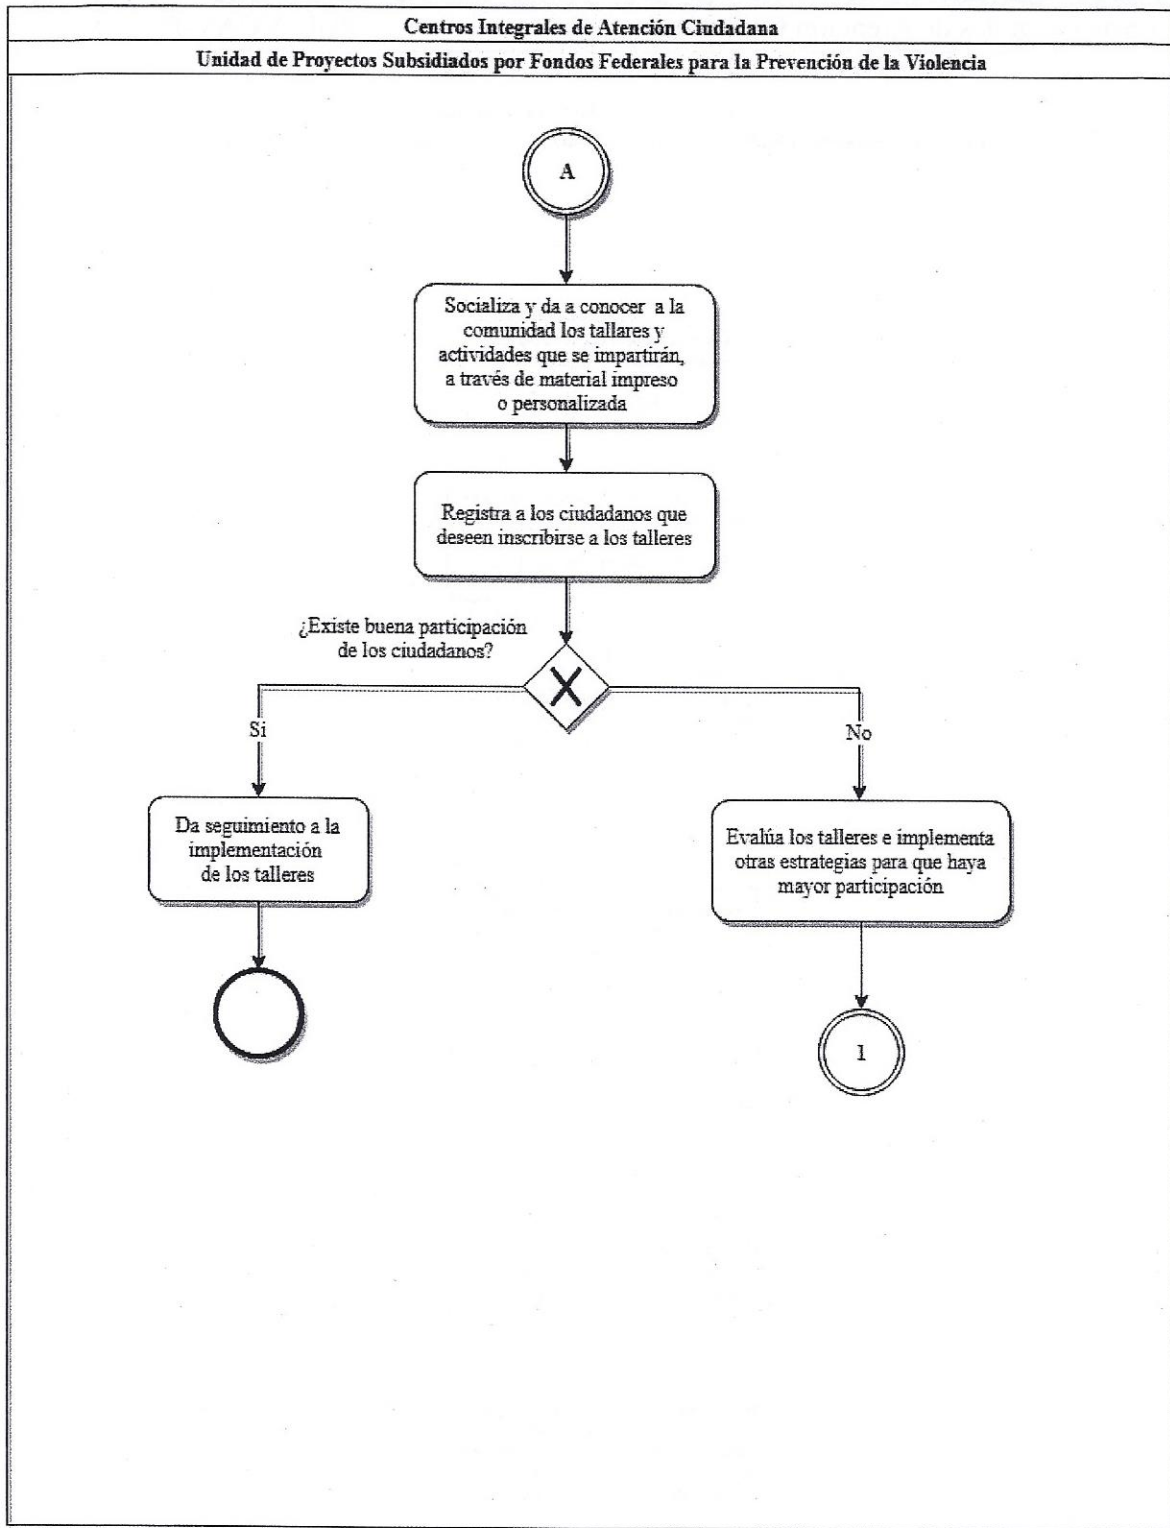 Centros Integrales de Atención Ciudadana
Unidad de Proyectos Subsidiados por Fondos Federales para la Prevención de la Violencia
A
Socializa y da a conocer a la
comunidad los tallares y
actividades que se impartirán,
a través de material impreso
o personalizada
Registra a los ciudadanos que
deseen inscribirse a los talleres
¿Existe buena participación
de los ciudadanos?
Si
No
Da seguimiento a la
implementación
de los talleres
Evalúa los talleres e implementa
otras estrategias para que haya
mayor participación
1